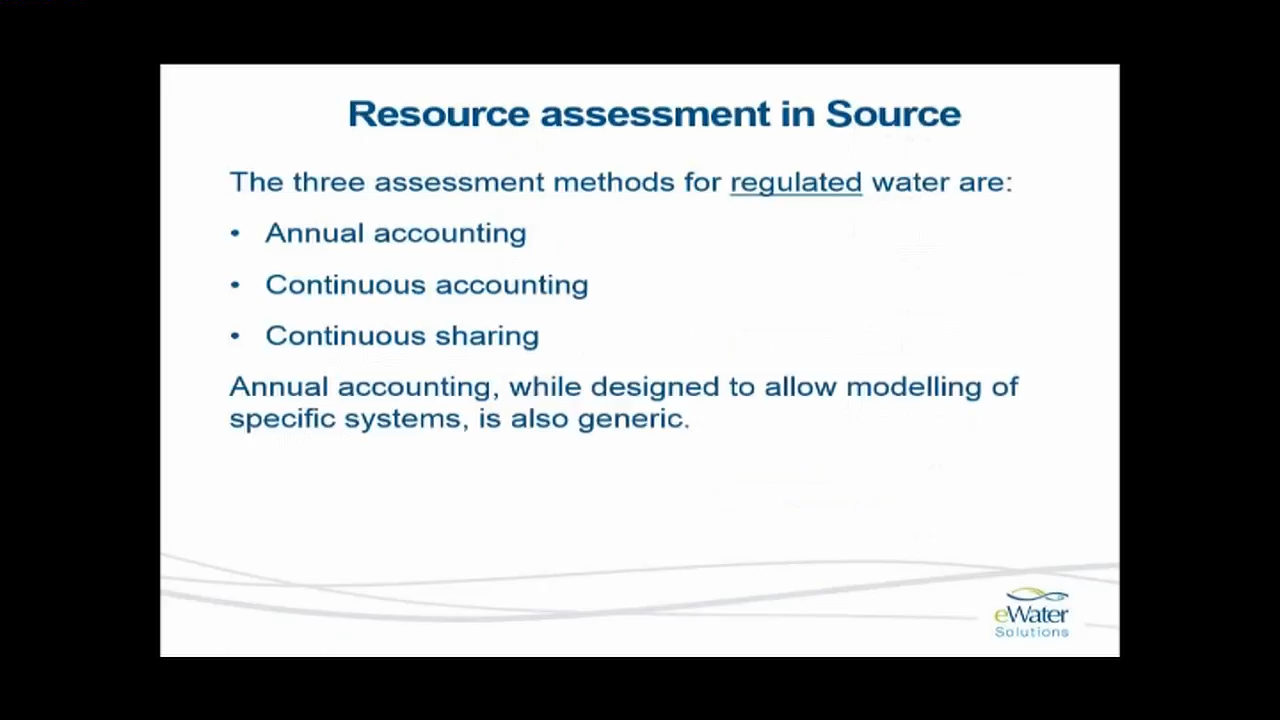 Resource assessment in Source
The three assessment methods for regulated water are:
• Annual accounting
• Continuous accounting
• Continuous sharing
Annual accounting, while designed to allow modelling of
specific systems, is also generic.
eWater
Solutions